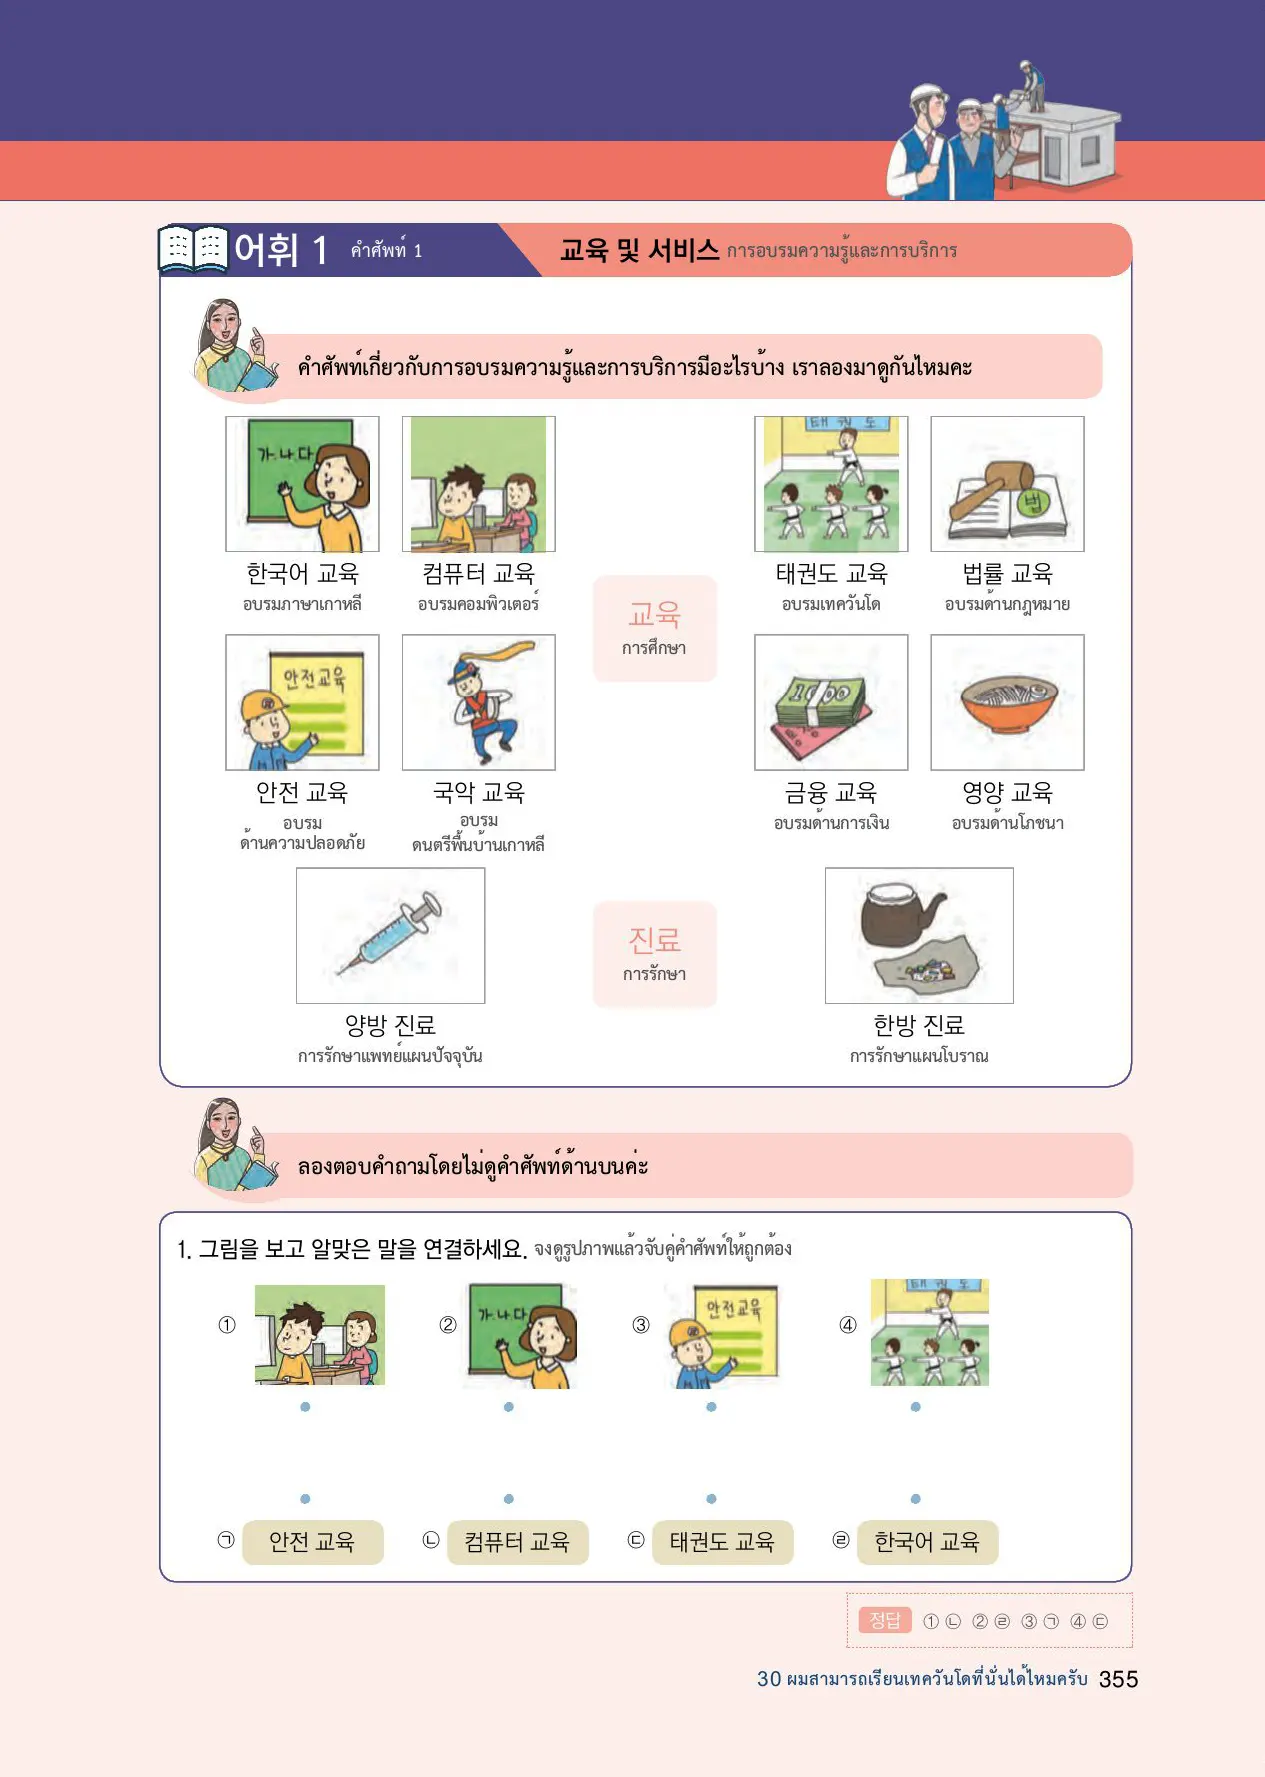 어휘 1 คำศัพท์ 1 교육 및 서비스 การอบรมความรู้และการบริการ
คำศัพท์เกี่ยวกับการอบรมความรู้และการบริการมีอะไรบ้าง เราลองมาดูกันไหมคะ
가 나 다
태 권 도
법
한국어 교육
อบรมภาษาเกาหลี
컴퓨터 교육
อบรมคอมพิวเตอร์
교육
การศึกษา
태권도 교육
อบรมเทควันโด
법률 교육
อบรมด้านกฎหมาย
안전교육
1000
안전 교육
อบรม
ด้านความปลอดภัย
국악 교육
อบรม
ดนตรีพื้นบ้านเกาหลี
금융 교육
อบรมด้านการเงิน
영양 교육
อบรมด้านโภชนา
양방 진료
การรักษาแพทย์แผนปัจจุบัน
진료
การรักษา
한방 진료
การรักษาแผนโบราณ
ลองตอบคำถามโดยไม่ดูคำศัพท์ด้านบนค่ะ
1. 그림을 보고 알맞은 말을 연결하세요. จงดูรูปภาพแล้วจับคู่คำศัพท์ให้ถูกต้อง
① ② ③ ④
가 나 다
안전교육
태 권 도
㉠ 안전 교육 ㉡ 컴퓨터 교육 ㉢ 태권도 교육 ㉣ 한국어 교육
정답 ① ㉡ ② ㉣ ③ ㉠ ④ ㉢
30 ผมสามารถเรียนเทควันโดที่นั่นได้ไหมครับ 355